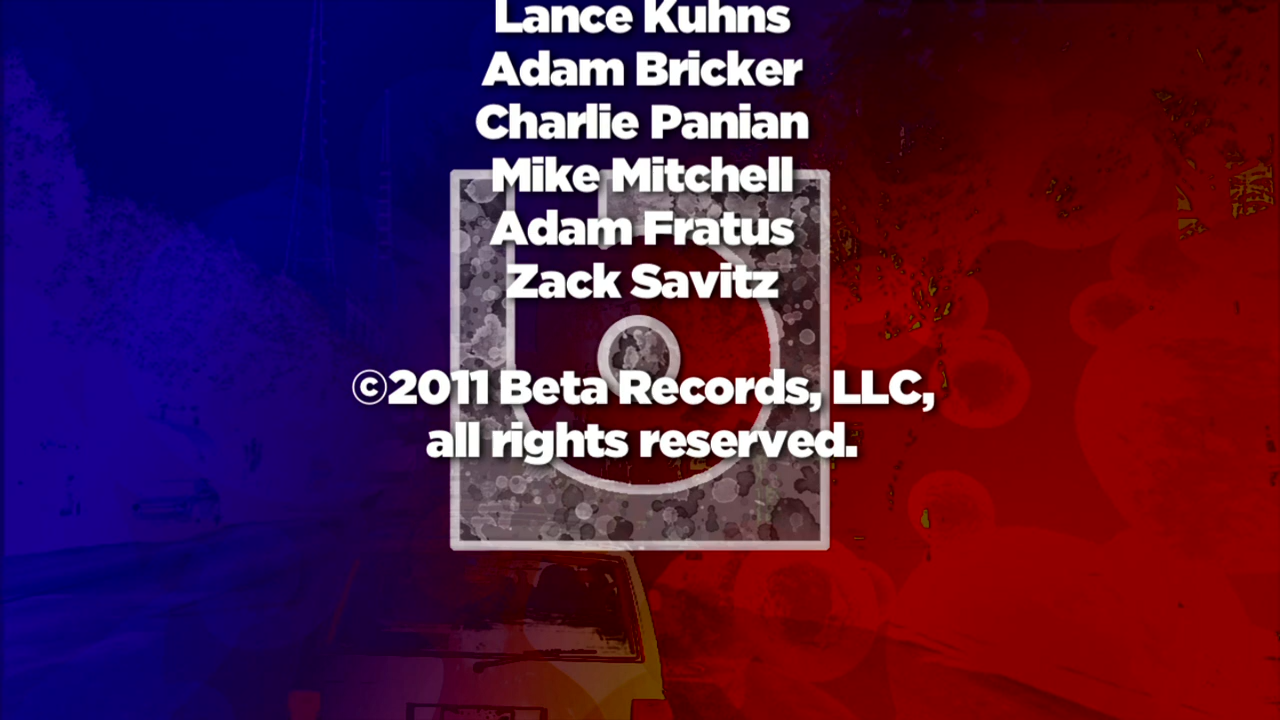 Lance Kuhns
Adam Bricker
Charlie Panian
Mike Mitchell
Adam Fratus
Zack Savitz
©2011 Beta Records, LLC,
all rights reserved.